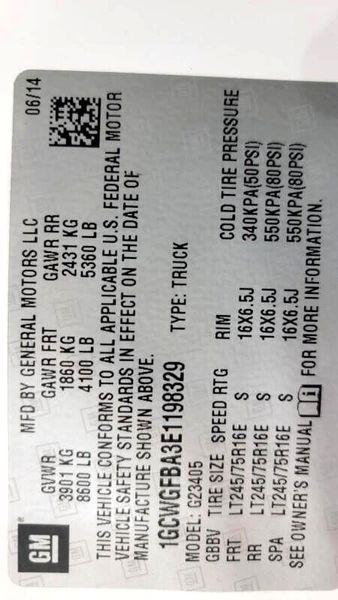 GM
MFD BY GENERAL MOTORS LLC 06/14
GVWR GAWR FRT GAWR RR
3901 KG 1880 KG 2431 KG
8600 LB 4100 LB 5360 LB
THIS VEHICLE CONFORMS TO ALL APPLICABLE U.S. FEDERAL MOTOR
VEHICLE SAFETY STANDARDS IN EFFECT ON THE DATE OF
MANUFACTURE SHOWN ABOVE.
1GCWGFBA3E1198329 TYPE: TRUCK
MODEL: G23405
GBBV TIRE SIZE SPEED RTG RIM COLD TIRE PRESSURE
FRT LT245/75R16E S 16X6.5J 340KPA(50PSI)
RR LT245/75R16E S 16X6.5J 550KPA(80PSI)
SPA LT245/75R16E S 16X6.5J 550KPA(80PSI)
SEE OWNER'S MANUAL FOR MORE INFORMATION.